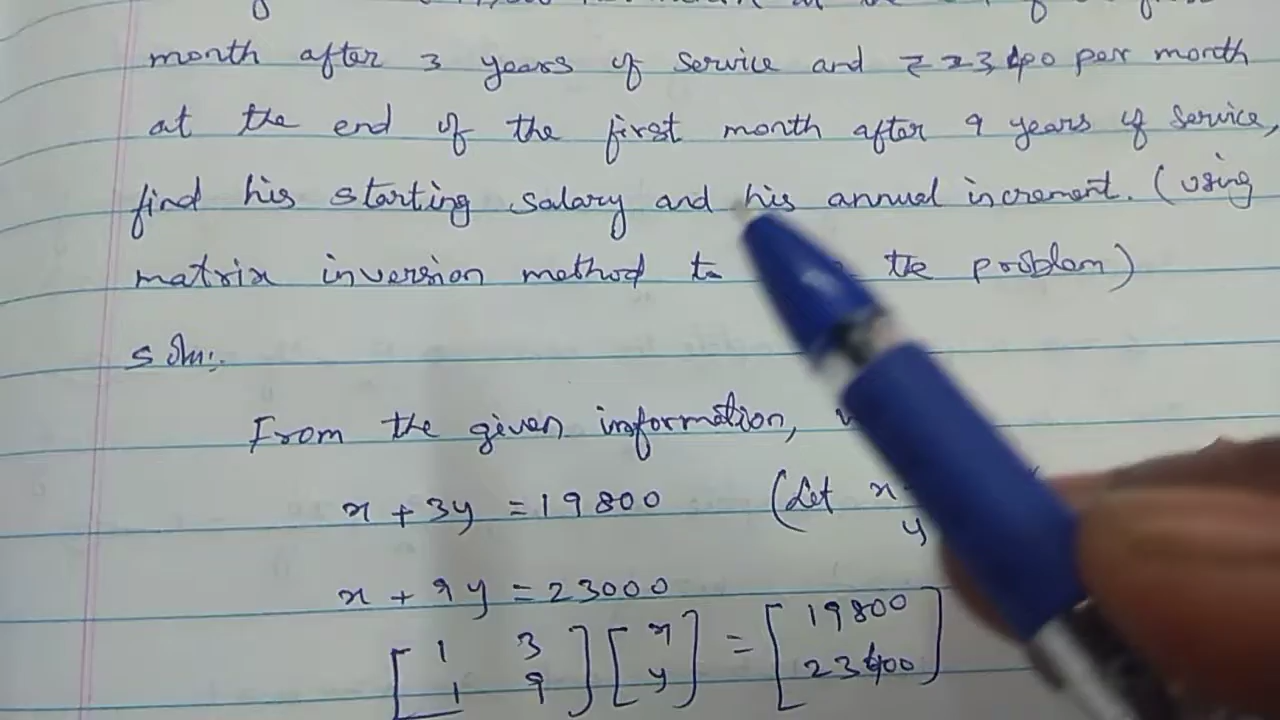 month after 3 years of service and ₹23,400 per month
at the end of the first month after 9 years of service,
find his starting salary and his annual increment. (using
matrix inversion method to the problem)
soln:.
From the given information,
x + 3y = 19800 (Let x
y
x + 9y = 23000
[1 3 [x = [19800
1 9] y] 23400]